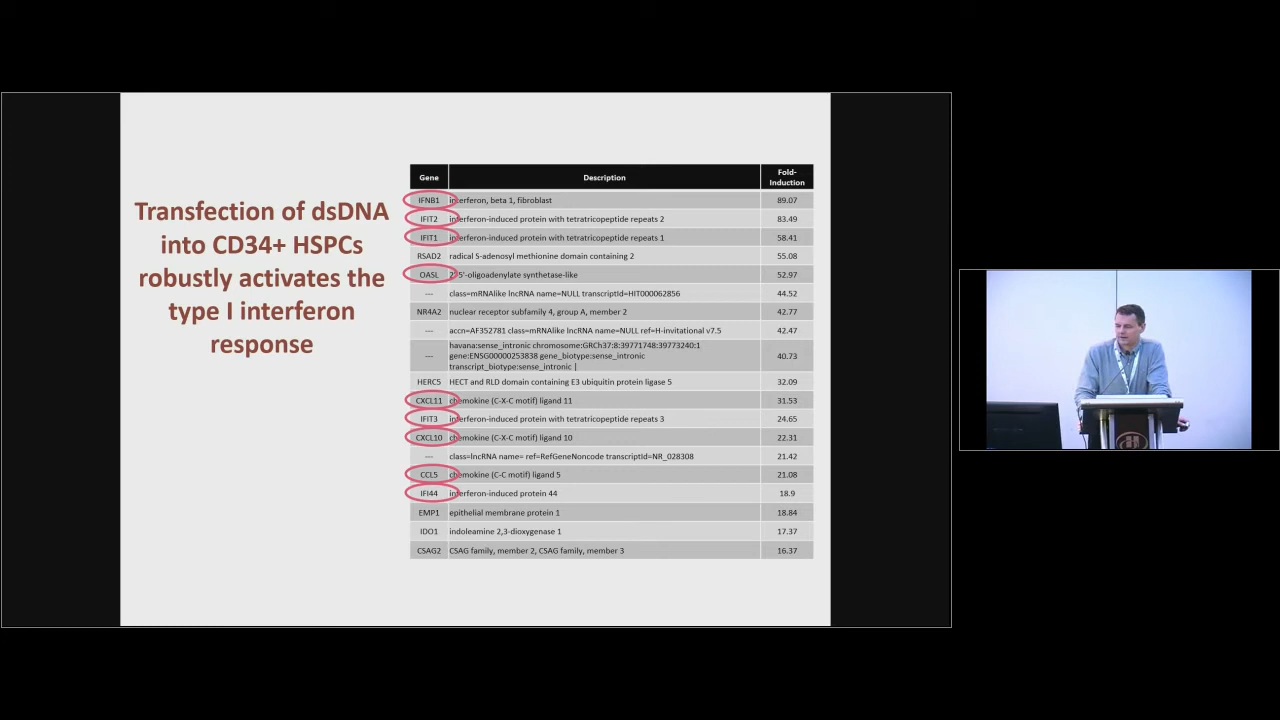 Transfection of dsDNA
into CD34+ HSPCs
robustly activates the
type I interferon
response
Gene Description Fold-Induction
IFNB1 interferon, beta 1, fibroblast 89.07
IFIT2 interferon-induced protein with tetratricopeptide repeats 2 83.49
IFIT1 interferon-induced protein with tetratricopeptide repeats 1 58.41
RSAD2 radical S-adenosyl methionine domain containing 2 55.08
OASL 2'-5'-oligoadenylate synthetase-like 52.97
--- class=mRNAlike lncRNA name=NULL transcriptId=HIT000062856 44.52
NR4A2 nuclear receptor subfamily 4, group A, member 2 42.77
--- accn=AF352781 class=mRNAlike lncRNA name=NULL ref=H-invitational v7.5 42.47
havana:sense_intronic chromosome:GRCh37:8:39771748:39773240:1
--- gene:ENSG00000253838 gene_biotype:sense_intronic 40.73
transcript_biotype:sense_intronic |
HERC5 HECT and RLD domain containing E3 ubiquitin protein ligase 5 32.09
CXCL11 chemokine (C-X-C motif) ligand 11 31.53
IFIT3 interferon-induced protein with tetratricopeptide repeats 3 24.65
CXCL10 chemokine (C-X-C motif) ligand 10 22.31
--- class=lncRNA name= ref=RefGeneNoncode transcriptId=NR_028308 21.42
CCL5 chemokine (C-C motif) ligand 5 21.08
IFI44 interferon-induced protein 44 18.9
EMP1 epithelial membrane protein 1 18.84
IDO1 indoleamine 2,3-dioxygenase 1 17.37
CSAG2 CSAG family, member 2, CSAG family, member 3 16.37